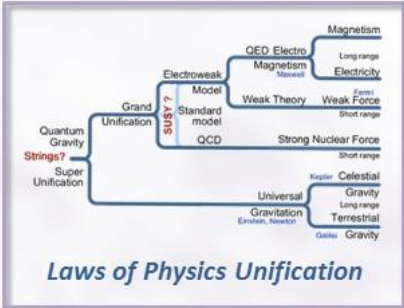 Magnetism
QED Electro
Long range
Electroweak
Magnetism
Electricity
Maxwell
Model
Fermi
Weak Theory
Weak Force
Short range
Grand
Unification
SUSY ?
Standard
model
Quantum
Gravity
QCD
Strong Nuclear Force
Short range
Strings?
Super
Unification
Kepler
Celestial
Gravity
Universal
Long range
Gravitation
Terrestrial
Einstein, Newton
Galilei
Gravity
Laws of Physics Unification